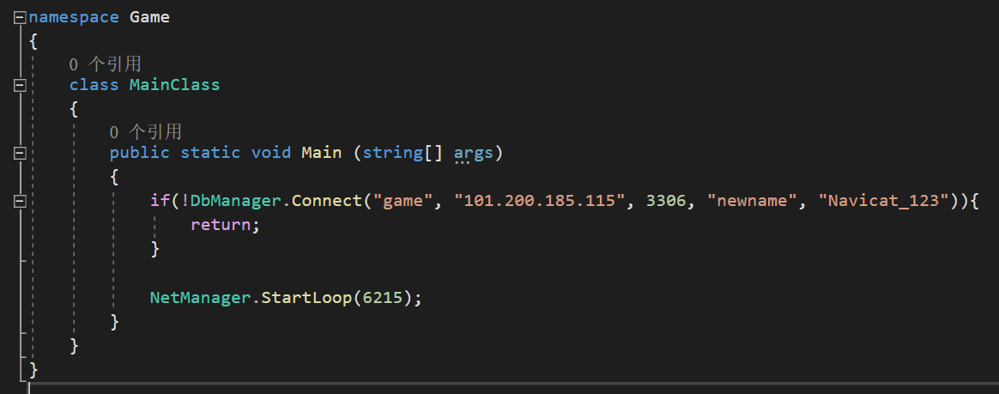 namespace Game
{
0 个引用
class MainClass
{
0 个引用
public static void Main (string[] args)
{
if(!DbManager.Connect("game", "101.200.185.115", 3306, "newname", "Navicat_123")){
return;
}
NetManager.StartLoop(6215);
}
}
}